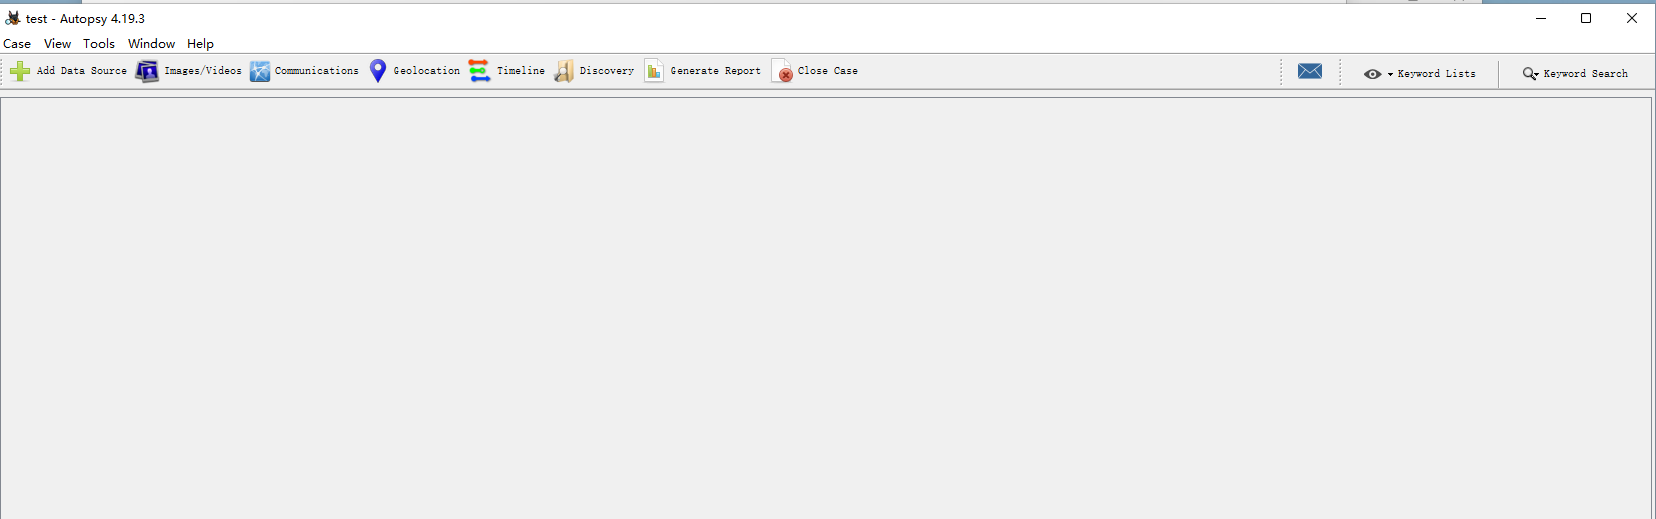 test - Autopsy 4.19.3
Case View Tools Window Help
Add Data Source Images/Videos Communications Geolocation Timeline Discovery Generate Report Close Case Keyword Lists Keyword Search